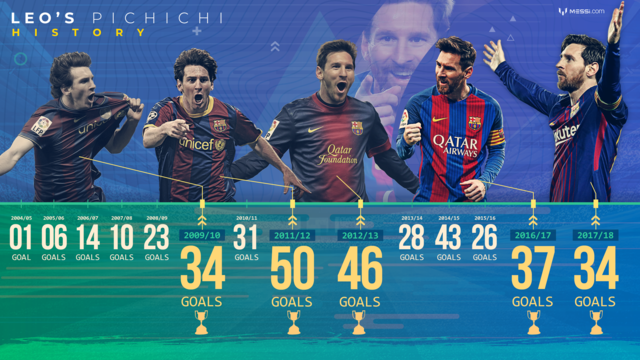 LEO'S PICHICHI
HISTORY
MESSI.COM
unicef
unicef
Qatar
Foundation
QATAR
AIRWAYS
2004/05
01
GOAL
2005/06
06
GOALS
2006/07
14
GOALS
2007/08
10
GOALS
2008/09
23
GOALS
2009/10
34
GOALS
2010/11
31
GOALS
2011/12
50
GOALS
2012/13
46
GOALS
2013/14
28
GOALS
2014/15
43
GOALS
2015/16
26
GOALS
2016/17
37
GOALS
2017/18
34
GOALS